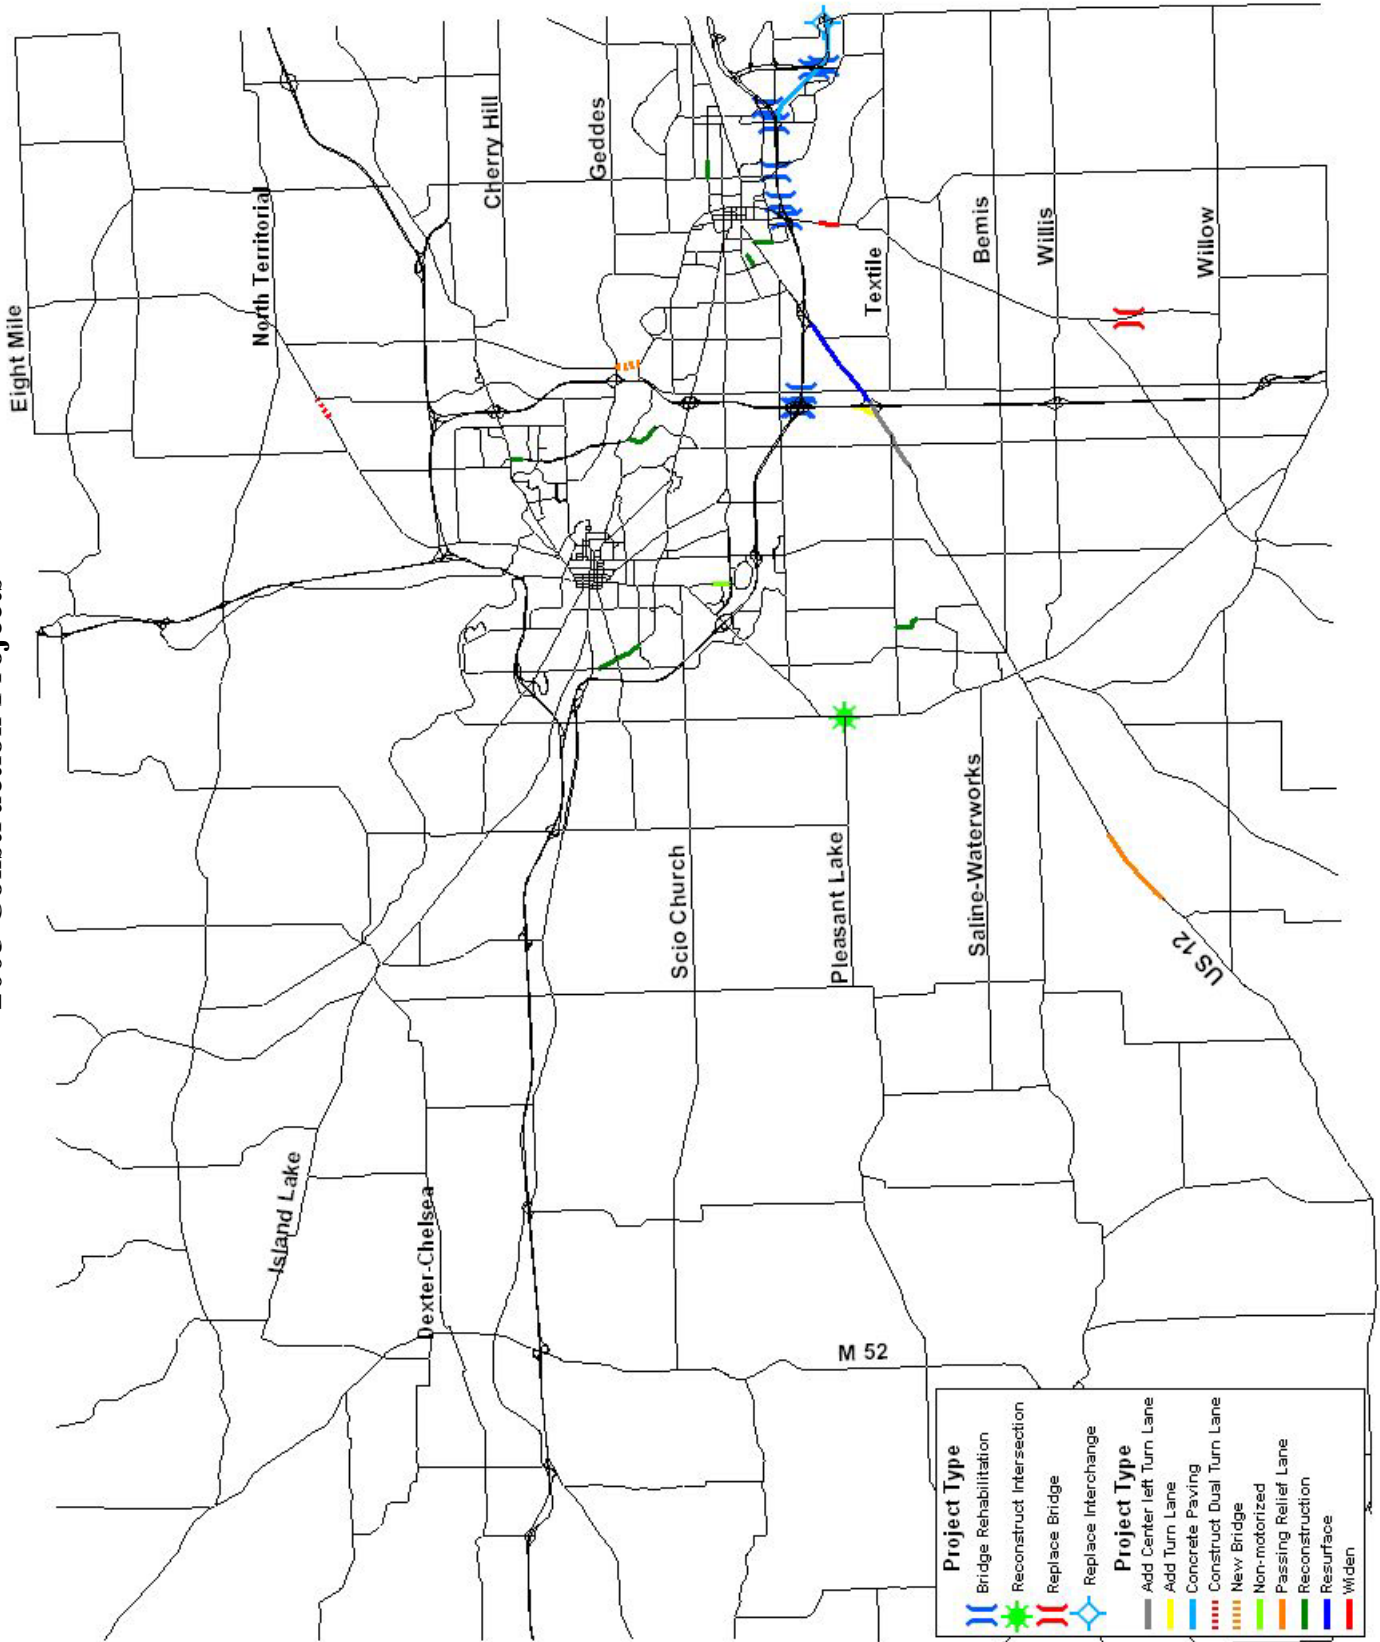 Construction Projects
Eight Mile
North Territorial
Cherry Hill
Geddes
Textile
Bemis
Willis
Willow
Scio Church
Pleasant Lake
Saline-Waterworks
US 12
Island Lake
Dexter-Chelsea
M 52
Project Type
Bridge Rehabilitation
Reconstruct Intersection
Replace Bridge
Replace Interchange
Project Type
Add Center left Turn Lane
Add Turn Lane
Concrete Paving
Construct Dual Turn Lane
New Bridge
Non-motorized
Passing Relief Lane
Reconstruction
Resurface
Widen